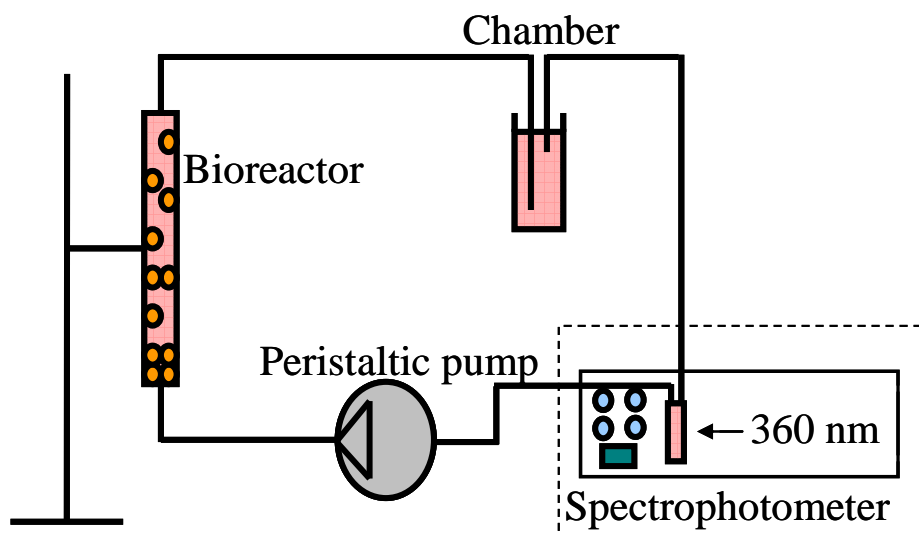 Chamber
Bioreactor
Peristaltic pump
360 nm
Spectrophotometer